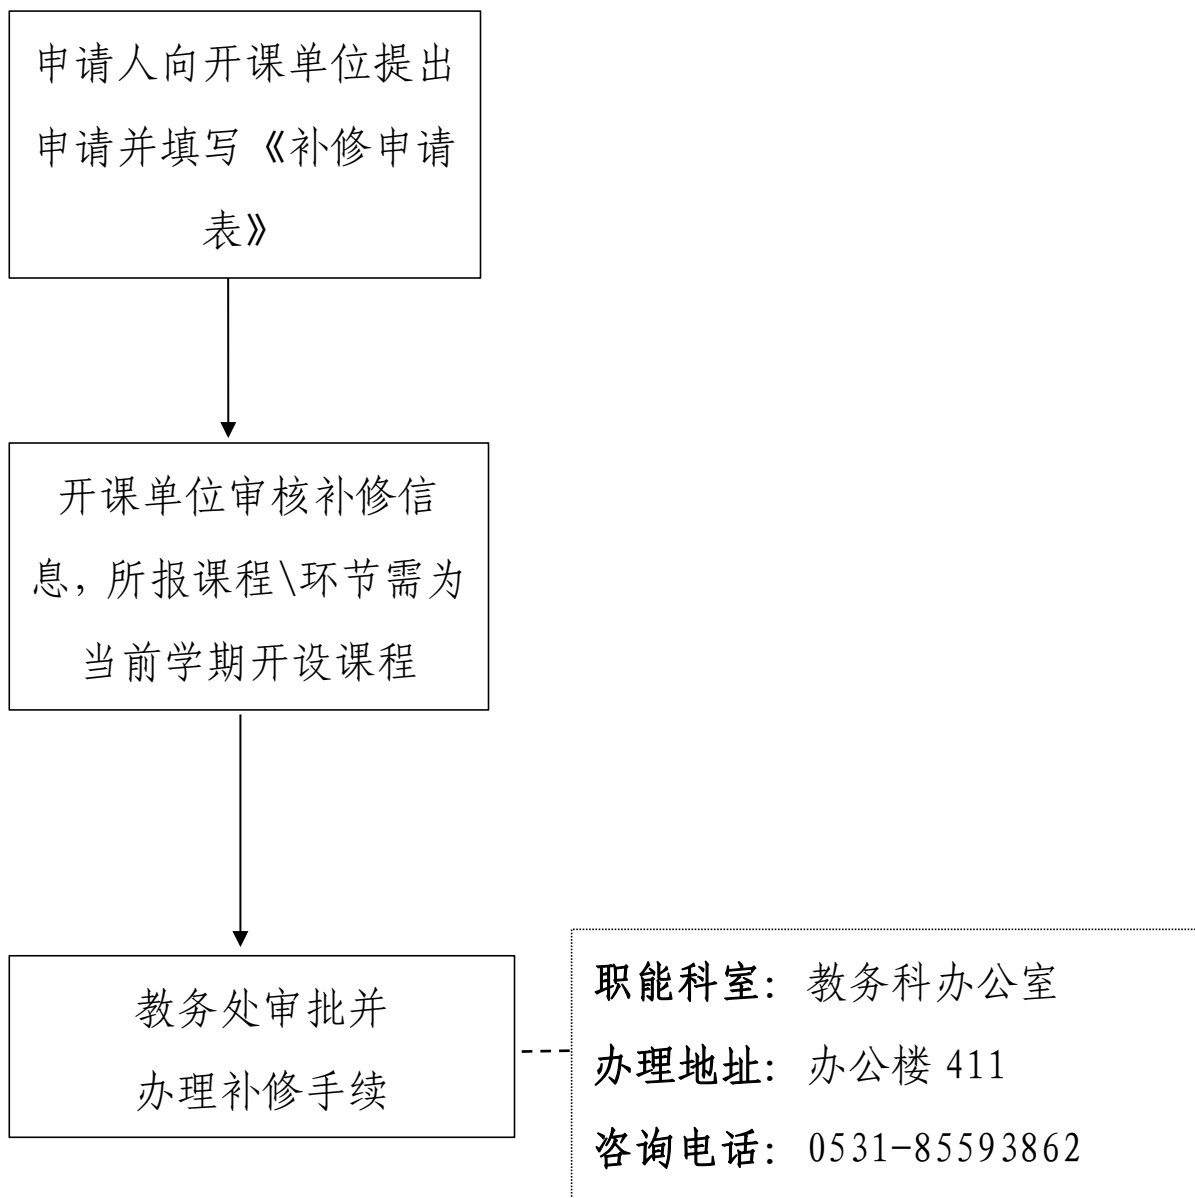 申请人向开课单位提出
申请并填写《补修申请
表》
开课单位审核补修信
息，所报课程\环节需为
当前学期开设课程
教务处审批并
办理补修手续
职能科室：教务科办公室
办理地址：办公楼 411
咨询电话：0531-85593862